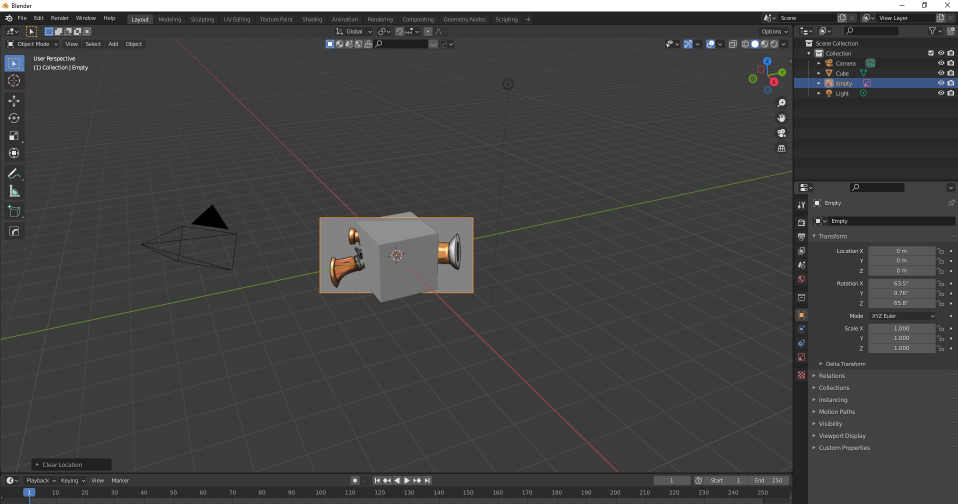 Blender
File Edit Render Window Help Layout Modeling Sculpting UV Editing Texture Paint Shading Animation Rendering Compositing Geometry Nodes Scripting + Scene View Layer
Global Options
Object Mode View Select Add Object
User Perspective
(1) Collection | Empty
Z
Y
X
Scene Collection
Collection
Camera
Cube
Empty
Light
Empty
Empty
Transform
Location X 0 m
Y 0 m
Z 0 m
Rotation X 63.5°
Y 0.76°
Z 65.8°
Mode XYZ Euler
Scale X 1.000
Y 1.000
Z 1.000
Delta Transform
Relations
Collections
Instancing
Motion Paths
Visibility
Viewport Display
Custom Properties
Clear Location
Playback Keying View Marker 1 Start 1 End 250
1 10 20 30 40 50 60 70 80 90 100 110 120 130 140 150 160 170 180 190 200 210 220 230 240 250